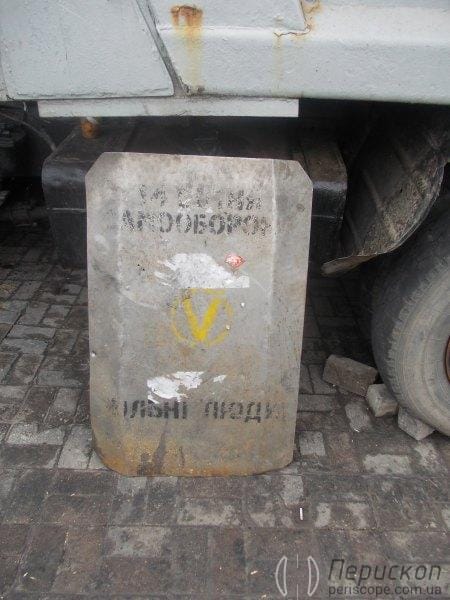 14 СОТНЯ
АМООБОРОН
V
ІЛЬНІ ЛЮДИ
Перископ
periscope.com.ua